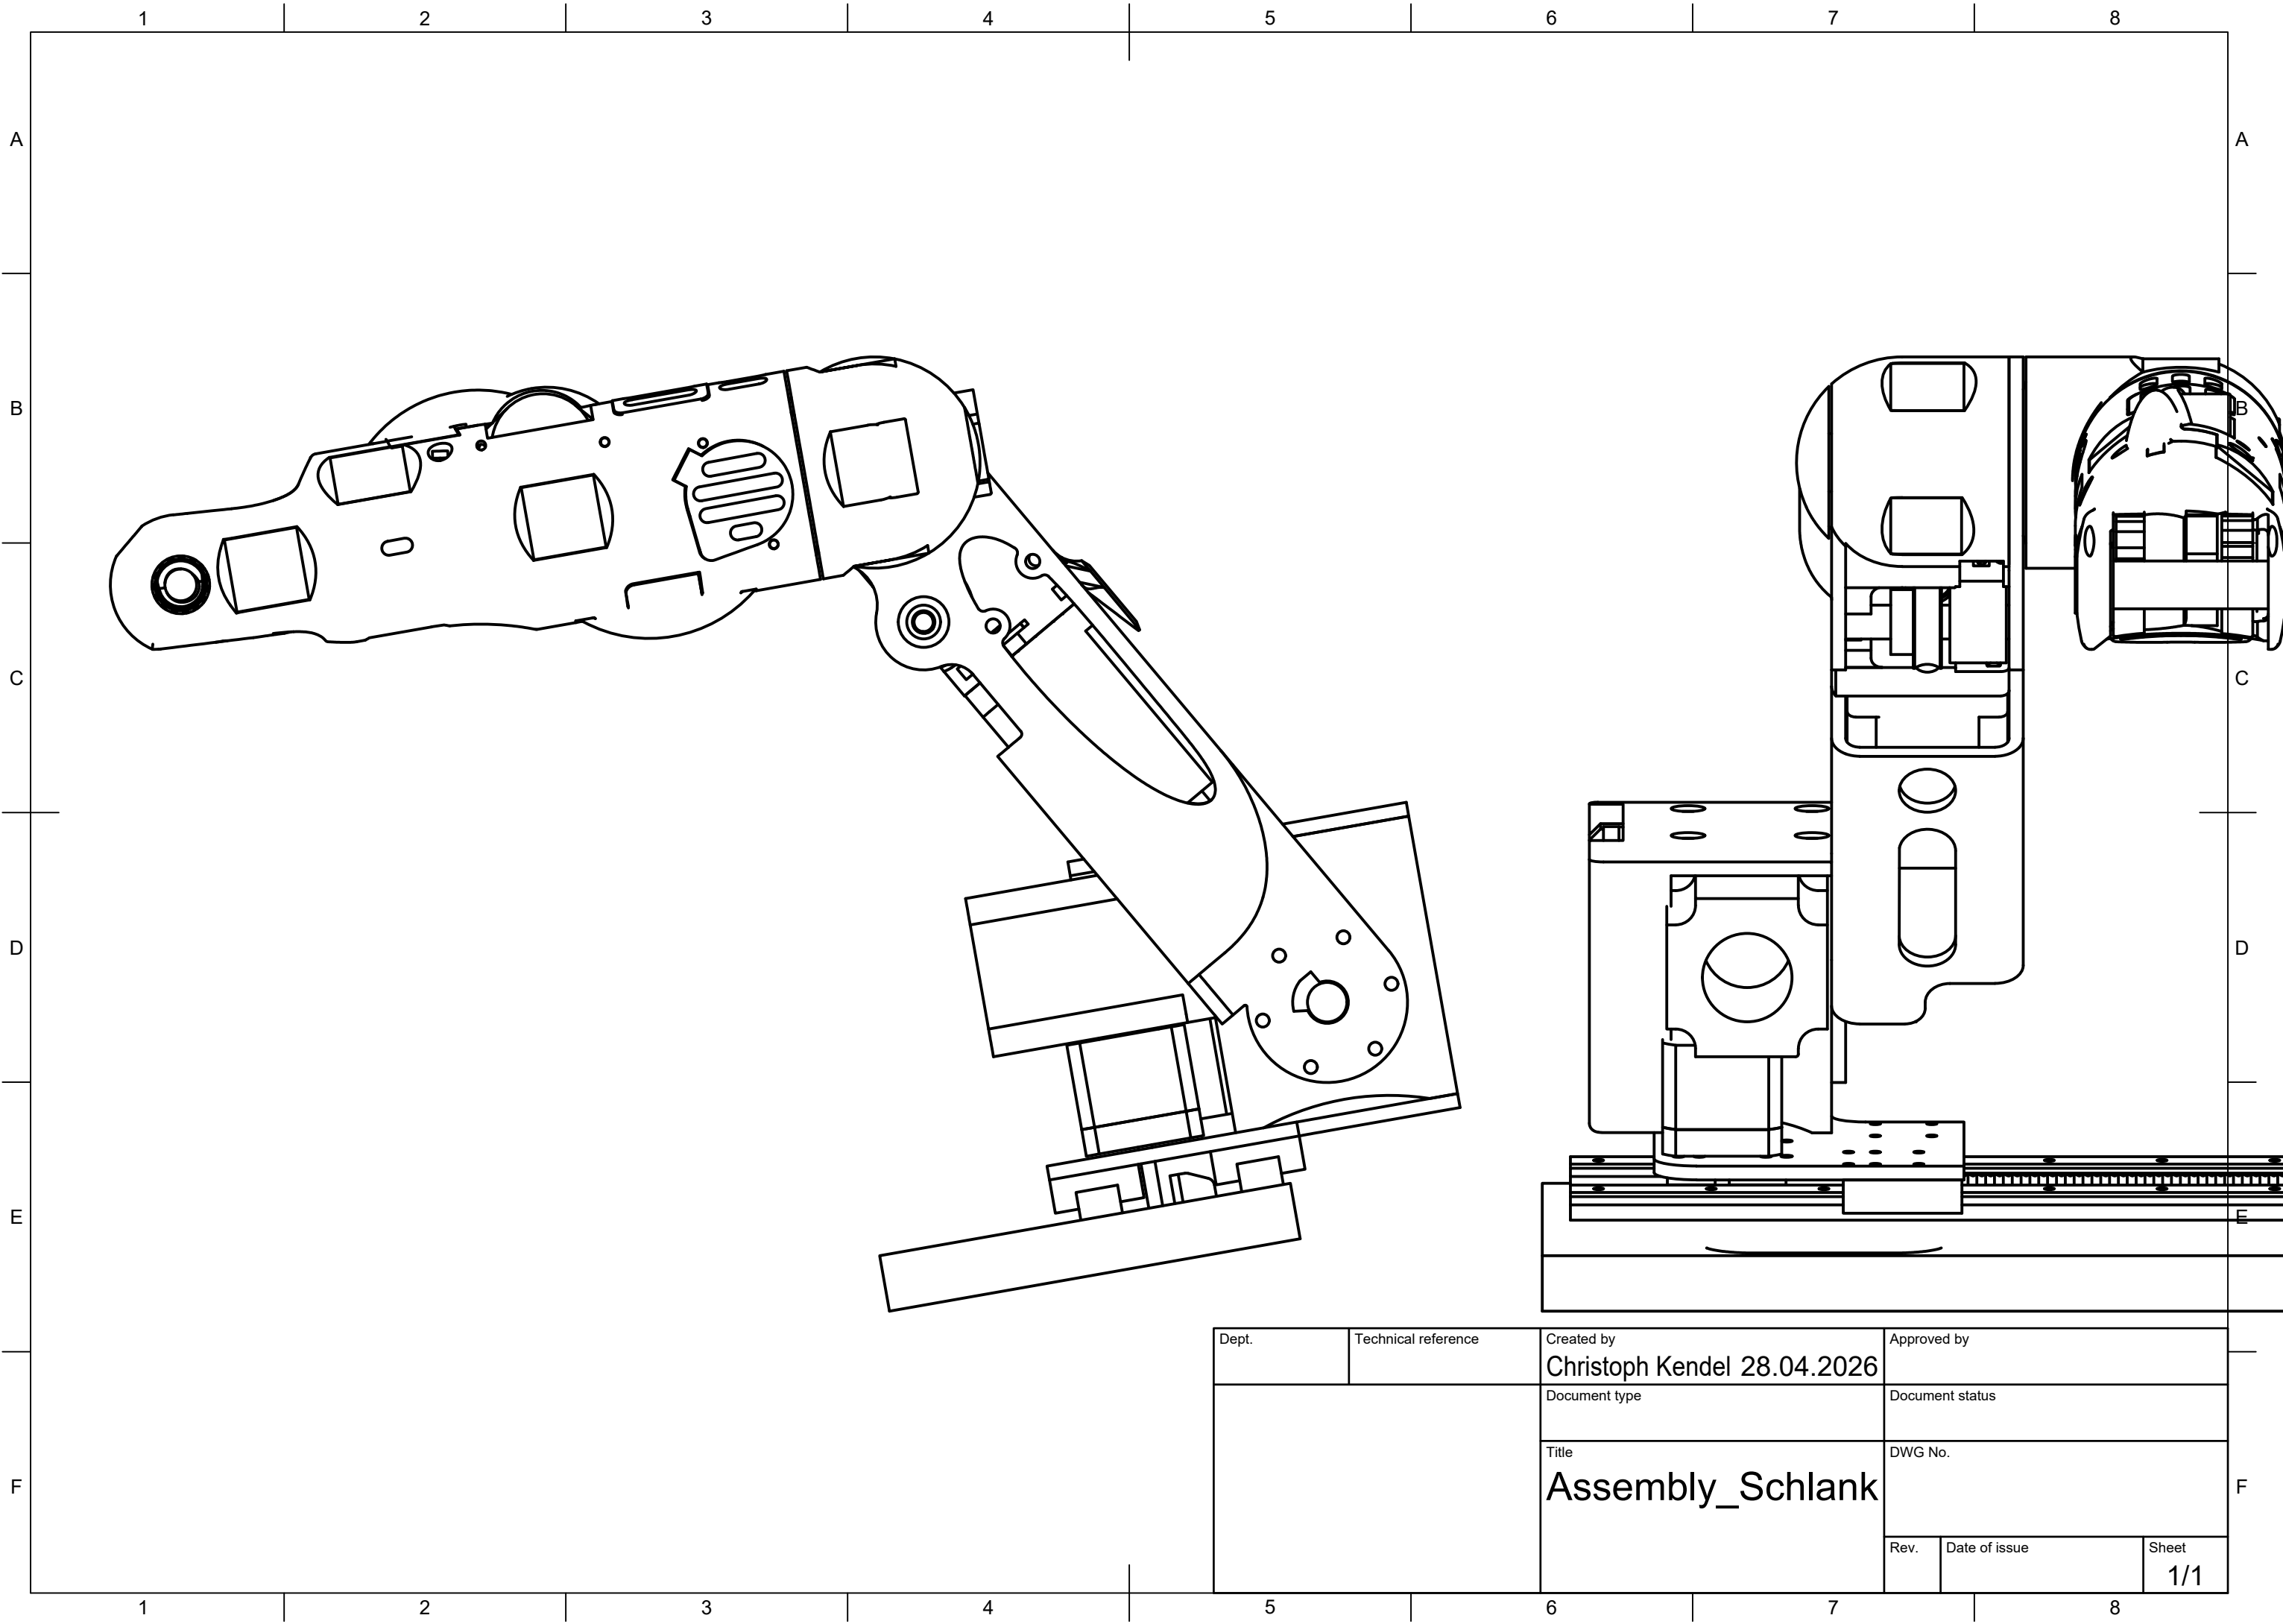 1 2 3 4 5 6 7 8
A A
B B
C C
D D
E E
F F
Dept. Technical reference Created by Approved by
Christoph Kendel 28.04.2026
Document type Document status
Title DWG No.
Assembly_Schlank
Rev. Date of issue Sheet
1/1
1 2 3 4 5 6 7 8